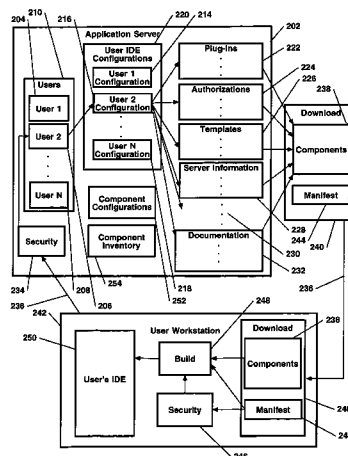 Application Server
202
204
210
216
220
214
User IDE
Configurations
User 1
Configuration
User 2
Configuration
User N
Configuration
Users
User 1
User 2
User N
Plug-Ins
222
224
Authorizations
226
Templates
238
Server Information
Documentation
Download
Components
Manifest
244
240
228
230
232
Component
Configurations
Component
Inventory
Security
234
236
208
206
254
218
252
236
242
250
248
User Workstation
238
User's IDE
Build
Security
Download
Components
Manifest